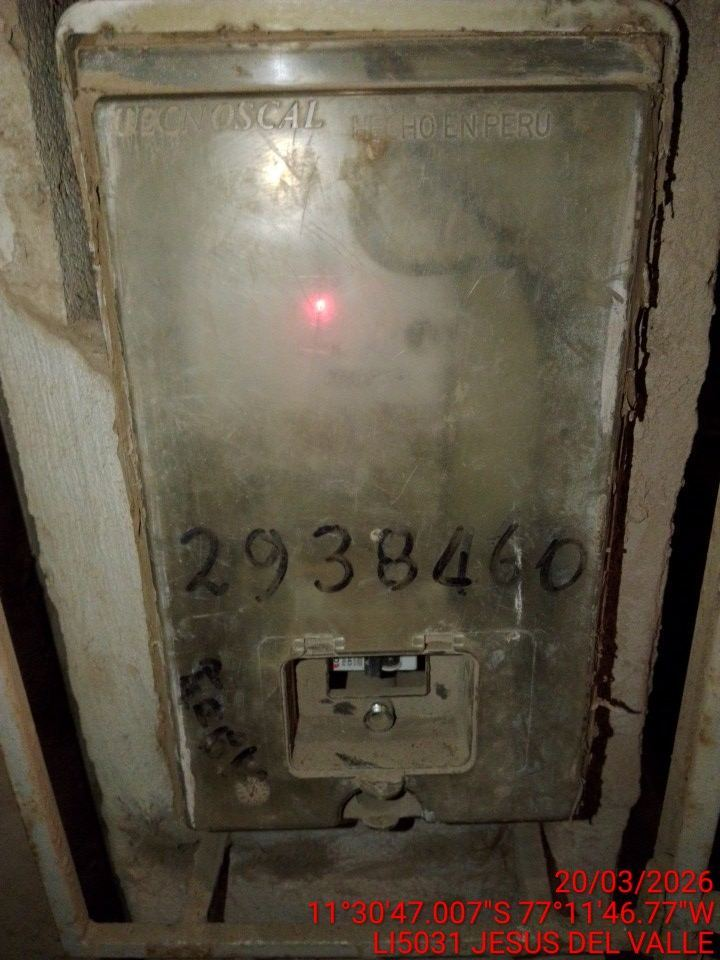 TECNOSCAL HECHO EN PERU
2938460
20/03/2026
11°30'47.007"S 77°11'46.77"W
LI5031 JESUS DEL VALLE